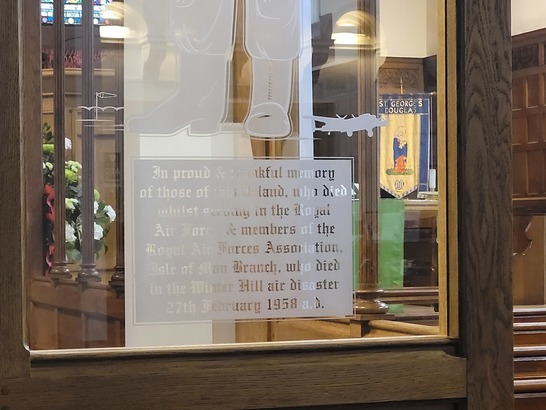 ST. GEORGE'S
DOUGLAS
In proud & thankful memory
of those of this Island, who died
whilst serving in the Royal
Air Force & members of the
Royal Air Forces Association,
Isle of Man Branch, who died
in the Winter Hill air disaster
27th February 1958 a.d.